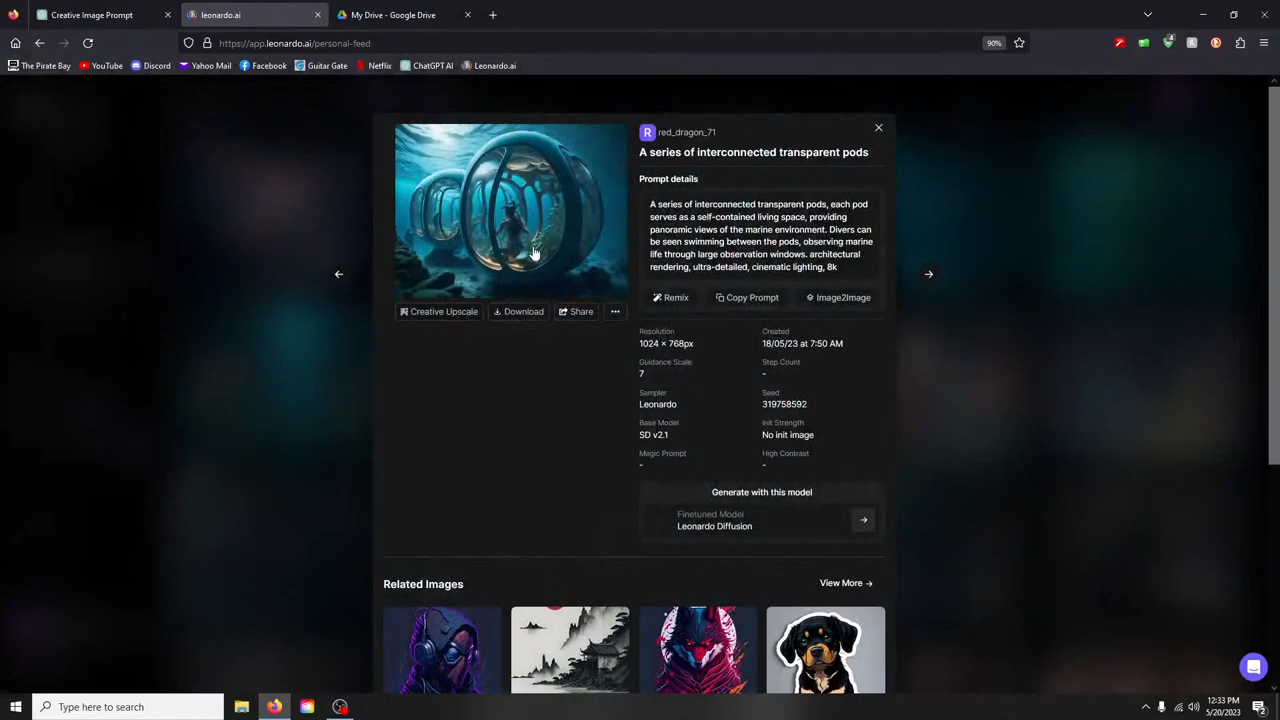 Creative Image Prompt
leonardo.ai
My Drive - Google Drive
https://app.leonardo.ai/personal-feed
90%
The Pirate Bay
YouTube
Discord
Yahoo Mail
Facebook
Guitar Gate
Netflix
ChatGPT AI
Leonardo.ai
R red_dragon_71
A series of interconnected transparent pods
Prompt details
A series of interconnected transparent pods, each pod
serves as a self-contained living space, providing
panoramic views of the marine environment. Divers can
be seen swimming between the pods, observing marine
life through large observation windows. architectural
rendering, ultra-detailed, cinematic lighting, 8k
Remix
Copy Prompt
Image2Image
Creative Upscale
Download
Share
Resolution
1024 × 768px
Created
18/05/23 at 7:50 AM
Guidance Scale:
7
Step Count
-
Sampler
Leonardo
Seed
319758592
Base Model
SD v2.1
Init Strength
No init image
Magic Prompt
-
High Contrast
-
Generate with this model
Finetuned Model
Leonardo Diffusion
Related Images
View More
Type here to search
12:33 PM
5/20/2023
2